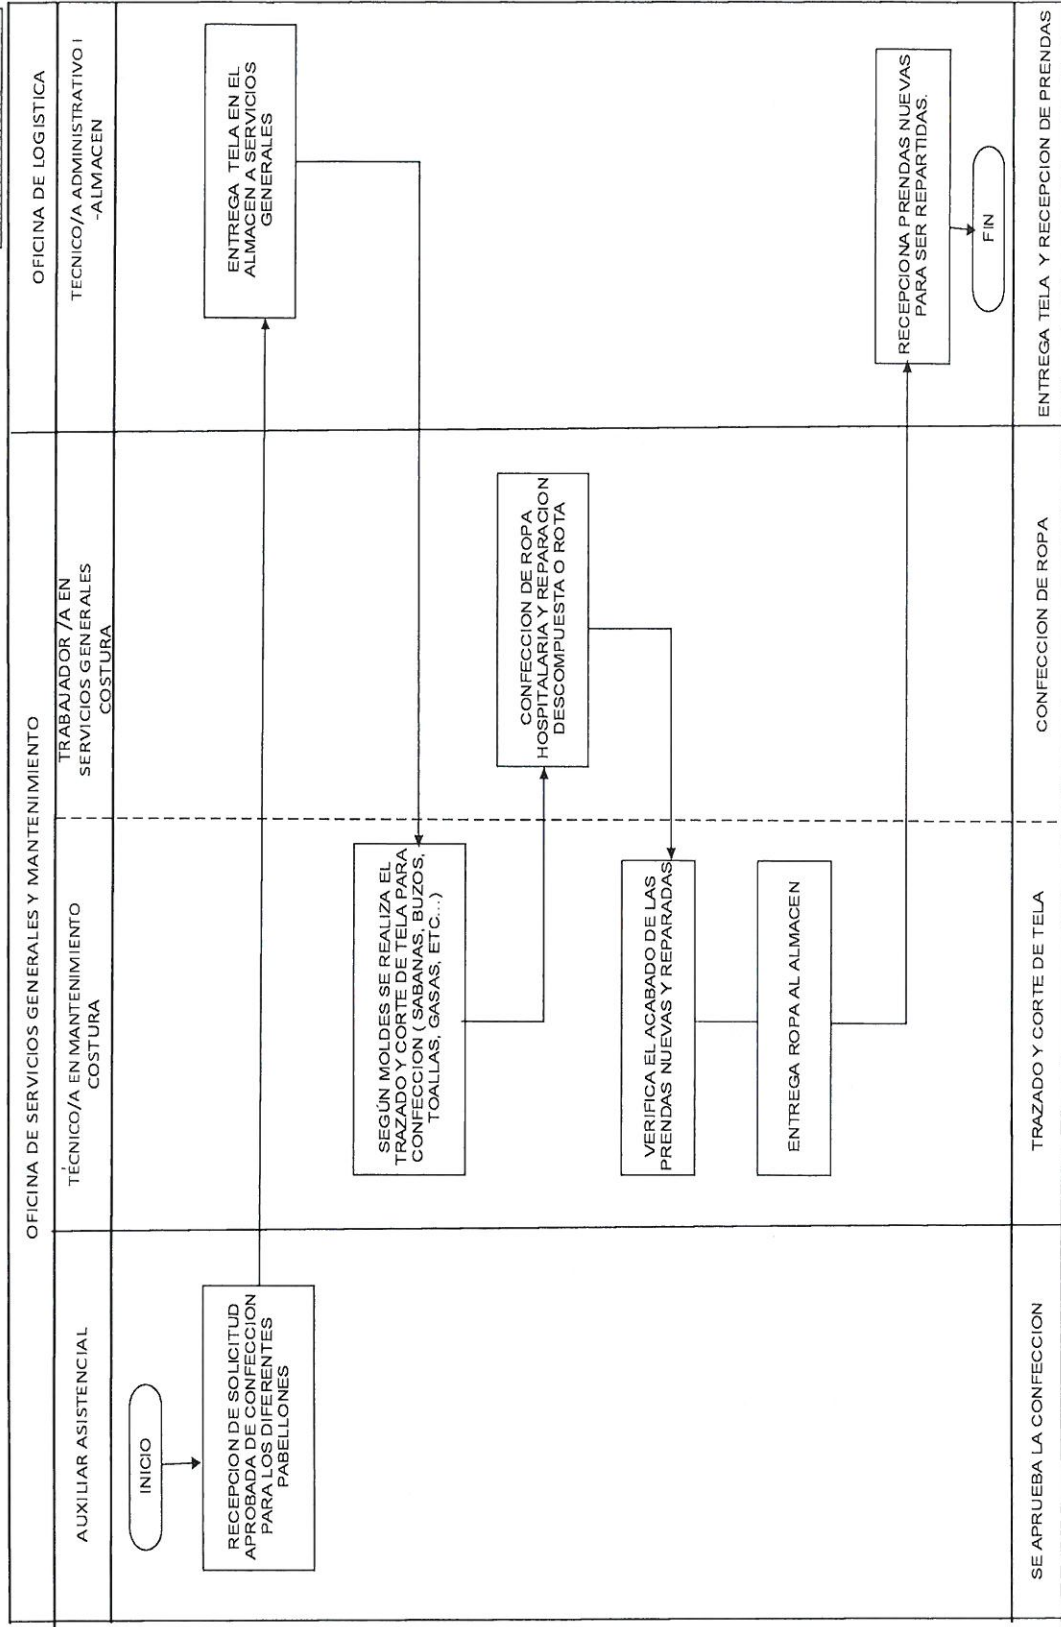 OFICINA DE SERVICIOS GENERALES Y MANTENIMIENTO
OFICINA DE LOGISTICA
AUXILIAR ASISTENCIAL
TÉCNICO/A EN MANTENIMIENTO
COSTURA
TRABAJADOR /A EN
SERVICIOS GENERALES
COSTURA
TECNICO/A ADMINISTRATIVO I
-ALMACEN
INICIO
RECEPCION DE SOLICITUD
APROBADA DE CONFECCION
PARA LOS DIFERENTES
PABELLONES
ENTREGA TELA EN EL
ALMACEN A SERVICIOS
GENERALES
SEGÚN MOLDES SE REALIZA EL
TRAZADO Y CORTE DE TELA PARA
CONFECCION ( SABANAS, BUZOS,
TOALLAS, GASAS, ETC...)
CONFECCION DE ROPA
HOSPITALARIA Y REPARACION
DESCOMPUESTA O ROTA
VERIFICA EL ACABADO DE LAS
PRENDAS NUEVAS Y REPARADAS
ENTREGA ROPA AL ALMACEN
RECEPCIONA PRENDAS NUEVAS
PARA SER REPARTIDAS.
FIN
SE APRUEBA LA CONFECCION
TRAZADO Y CORTE DE TELA
CONFECCION DE ROPA
ENTREGA TELA Y RECEPCION DE PRENDAS